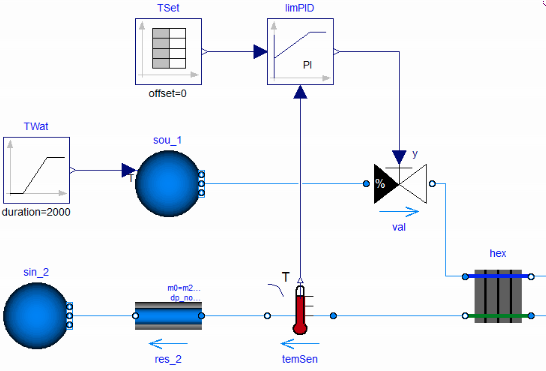 TSet
limPID
PI
offset=0
TWat
sou_1
y
T
%
duration=2000
val
sin_2
hex
m0=m2...
dp_no...
T
res_2
temSen